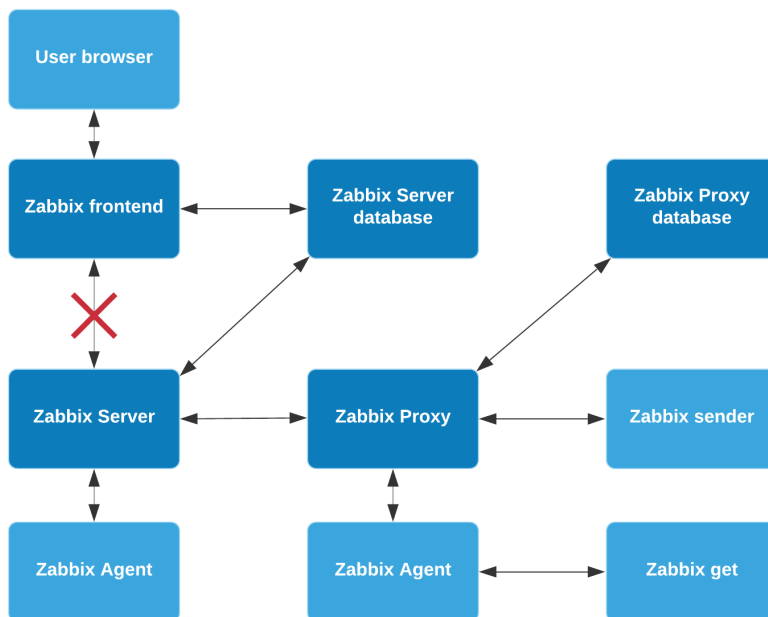 User browser
Zabbix frontend
Zabbix Server
database
Zabbix Proxy
database
Zabbix Server
Zabbix Proxy
Zabbix sender
Zabbix Agent
Zabbix Agent
Zabbix get